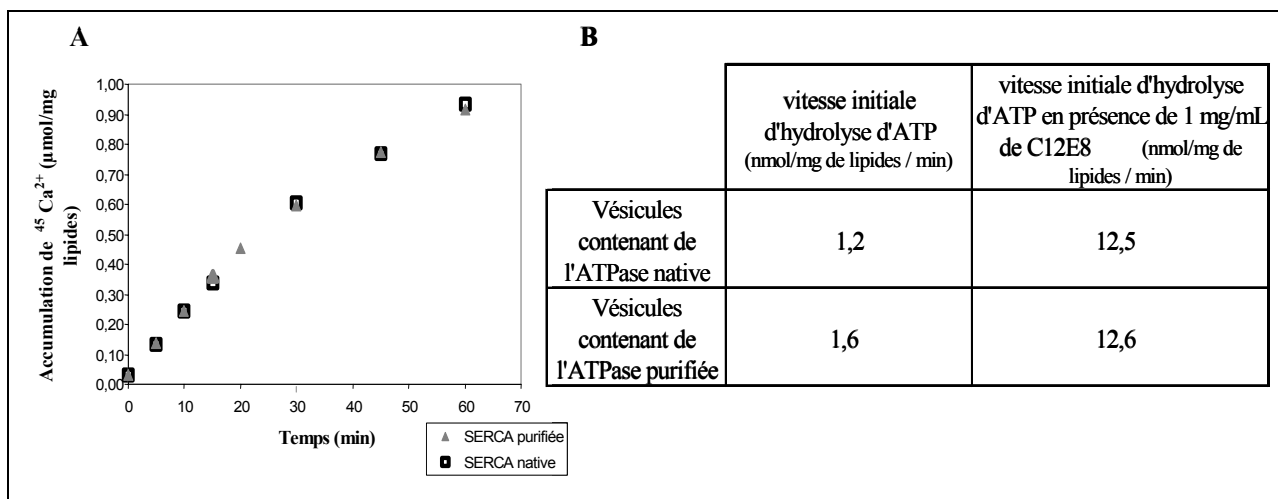 A
Accumulation de ⁴⁵ Ca²⁺ (µmol/mg
lipides)
1,00
0,90
0,80
0,70
0,60
0,50
0,40
0,30
0,20
0,10
0,00
0 10 20 30 40 50 60 70
Temps (min)
SERCA purifiée
SERCA native
B
vitesse initiale
d'hydrolyse d'ATP
(nmol/mg de lipides / min)
vitesse initiale d'hydrolyse
d'ATP en présence de 1 mg/mL
de C12E8 (nmol/mg de
lipides / min)
Vésicules
contenant de
l'ATPase native
1,2
12,5
Vésicules
contenant de
l'ATPase purifiée
1,6
12,6